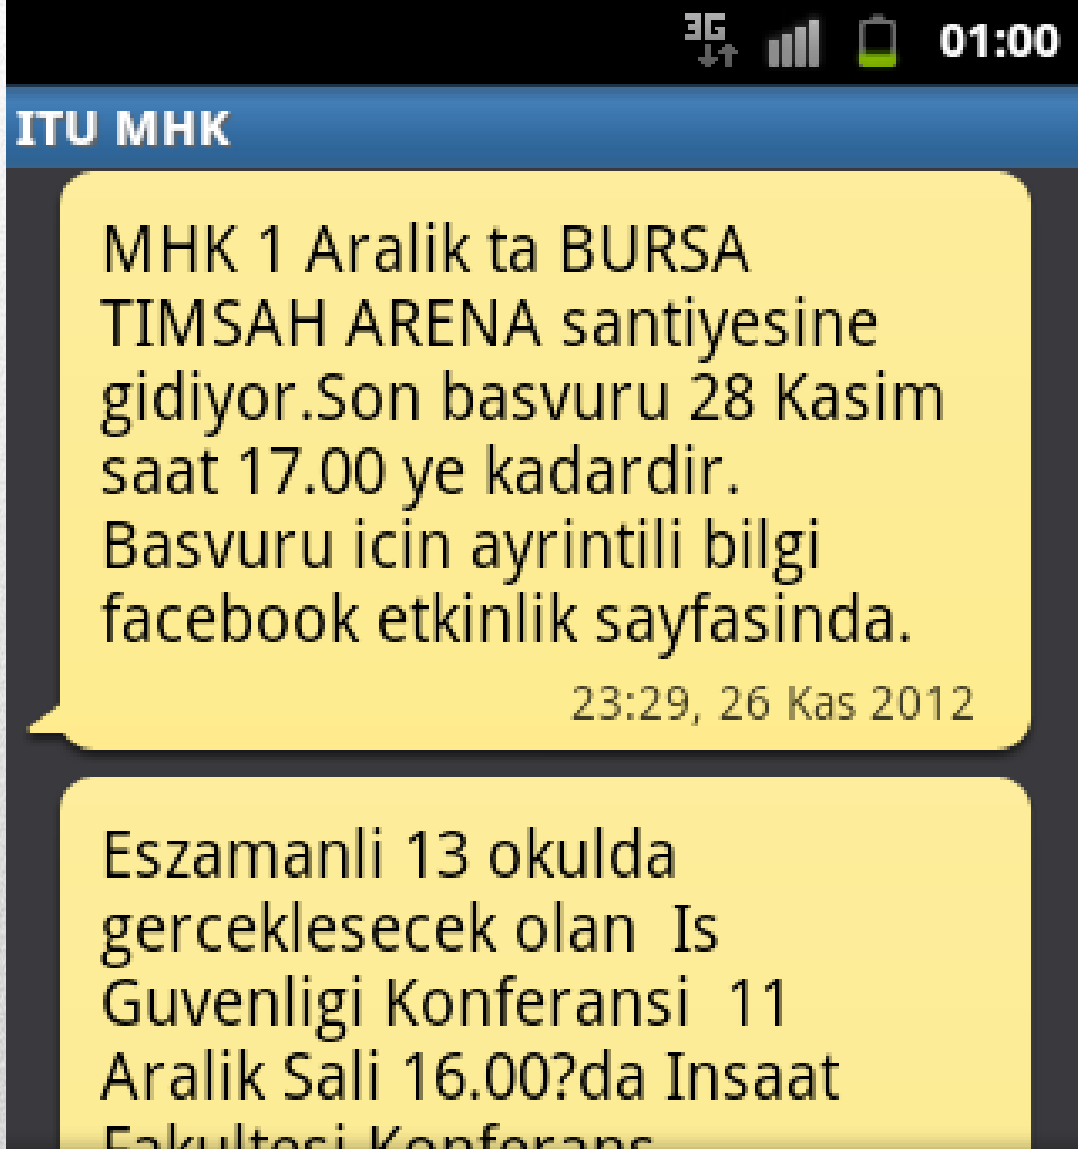 3G
01:00
ITU MHK
MHK 1 Aralik ta BURSA
TIMSAH ARENA santiyesine
gidiyor.Son basvuru 28 Kasim
saat 17.00 ye kadardir.
Basvuru icin ayrintili bilgi
facebook etkinlik sayfasinda.
23:29, 26 Kas 2012
Eszamanli 13 okulda
gerceklesecek olan  Is
Guvenligi Konferansi  11
Aralik Sali 16.00?da Insaat
Fakultesi Konferans